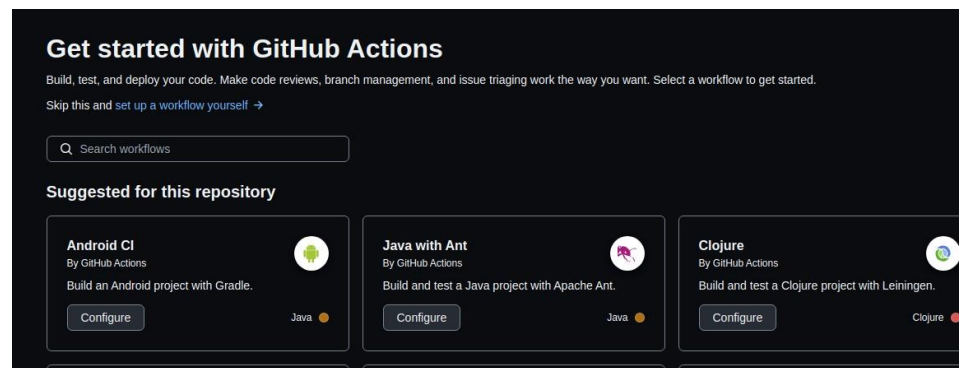 Get started with GitHub Actions
Build, test, and deploy your code. Make code reviews, branch management, and issue triaging work the way you want. Select a workflow to get started.
Skip this and set up a workflow yourself →
Search workflows
Suggested for this repository
Android CI
By GitHub Actions
Build an Android project with Gradle.
Configure
Java
Java with Ant
By GitHub Actions
Build and test a Java project with Apache Ant.
Configure
Java
Clojure
By GitHub Actions
Build and test a Clojure project with Leiningen.
Configure
Clojure